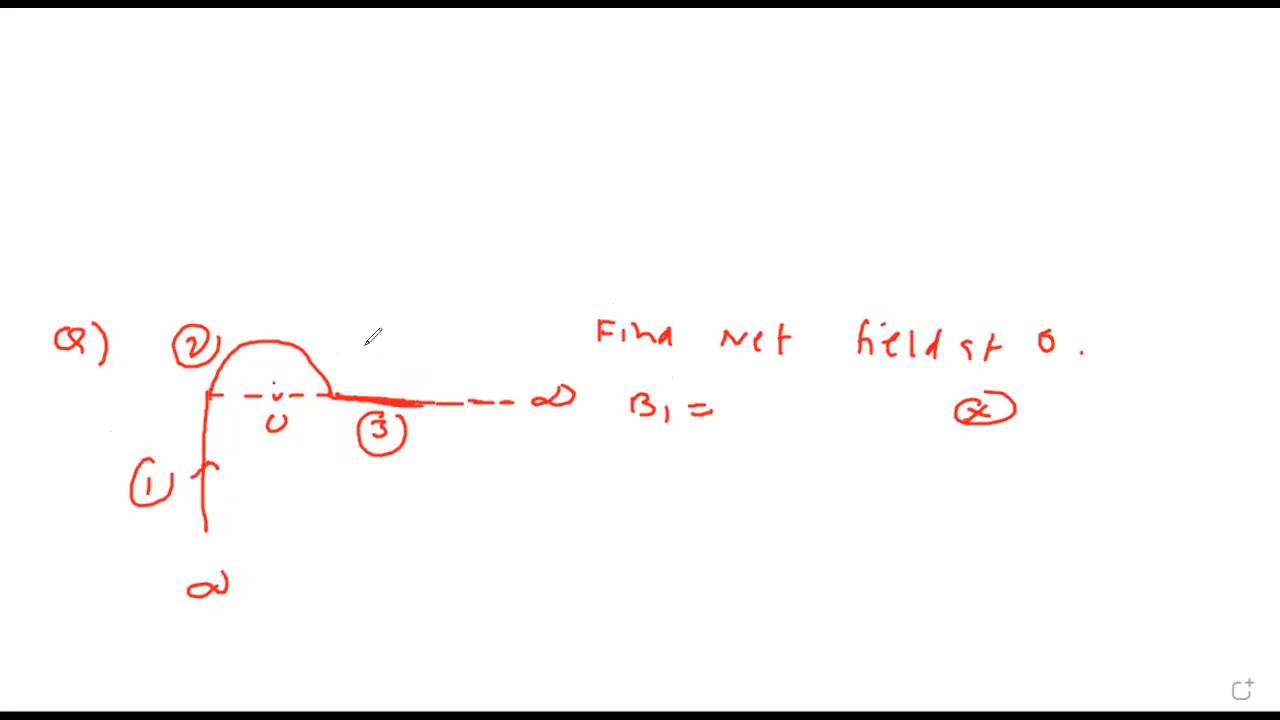 Q) ② Find Net field at O.
O ∞ B₁ = ⊗
③
①
∞